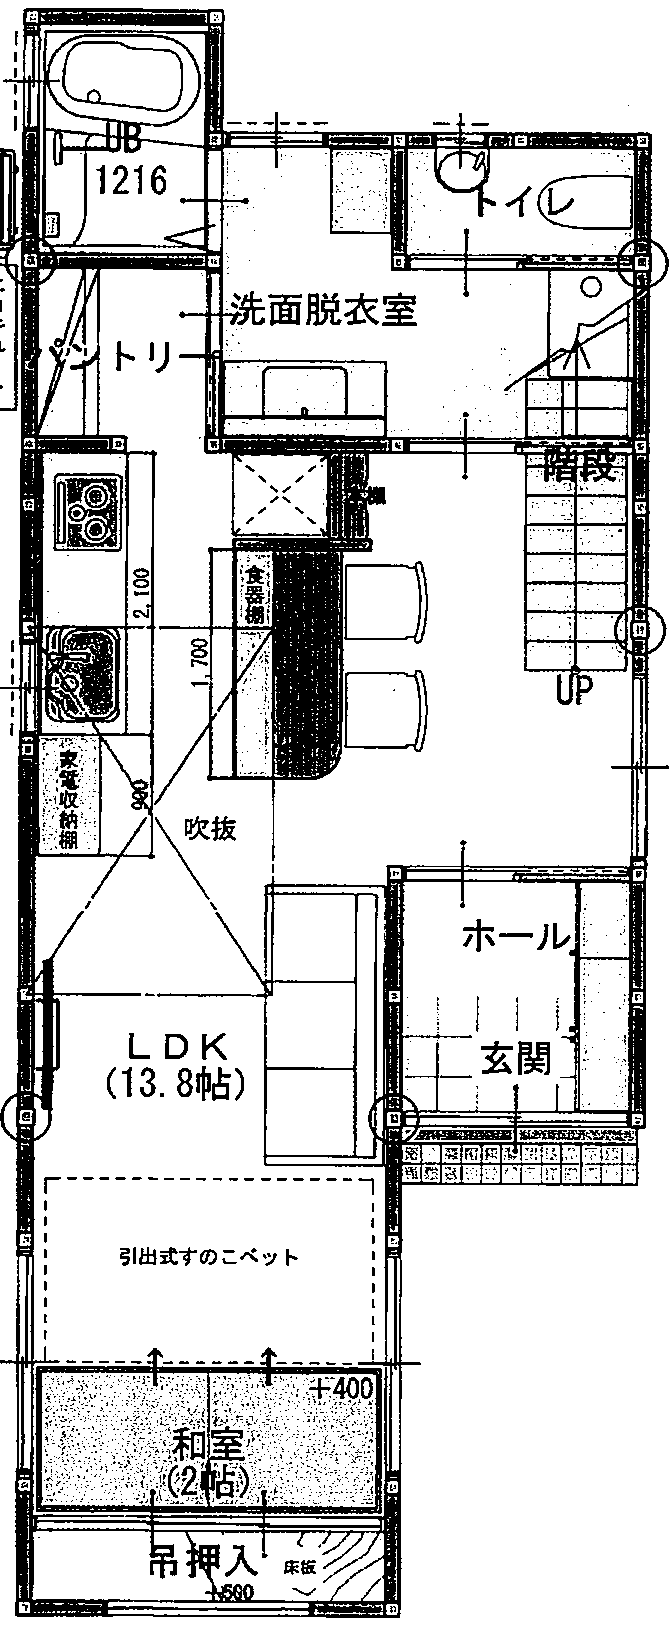 UB
1216
トイレ
洗面脱衣室
パントリー
階段
2,100
食器棚
1,700
UP
家電収納棚
900
吹抜
ホール
LDK
(13.8帖)
玄関
引出式すのこベット
+400
和室
(2帖)
吊押入
床板
+500